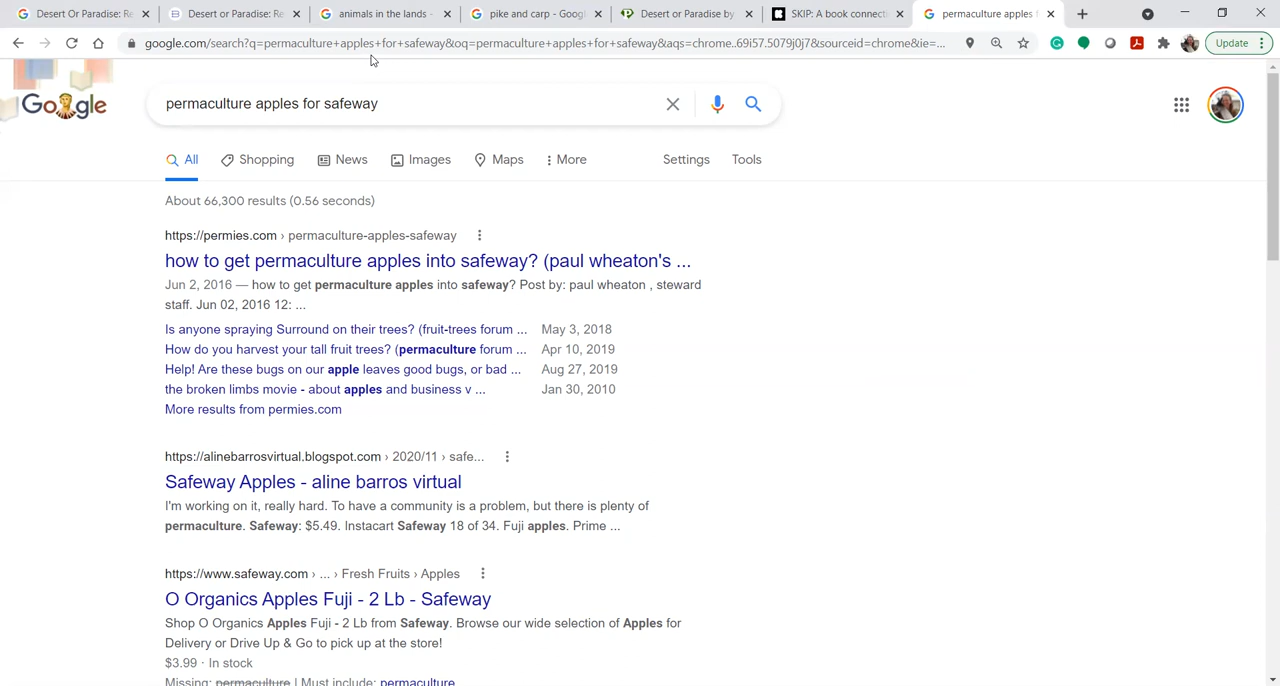 Desert Or Paradise: Re
Desert or Paradise: Re
animals in the lands -
pike and carp - Goog
Desert or Paradise by
SKIP: A book connecti
permaculture apples f
google.com/search?q=permaculture+apples+for+safeway&oq=permaculture+apples+for+safeway&aqs=chrome..69i57.5079j0j7&sourceid=chrome&ie=...
Update
Google
permaculture apples for safeway
All
Shopping
News
Images
Maps
More
Settings
Tools
About 66,300 results (0.56 seconds)
https://permies.com › permaculture-apples-safeway
how to get permaculture apples into safeway? (paul wheaton's ...
Jun 2, 2016 — how to get permaculture apples into safeway? Post by: paul wheaton , steward
staff. Jun 02, 2016 12: ...
Is anyone spraying Surround on their trees? (fruit-trees forum ... May 3, 2018
How do you harvest your tall fruit trees? (permaculture forum ... Apr 10, 2019
Help! Are these bugs on our apple leaves good bugs, or bad ... Aug 27, 2019
the broken limbs movie - about apples and business v ... Jan 30, 2010
More results from permies.com
https://alinebarrosvirtual.blogspot.com › 2020/11 › safe...
Safeway Apples - aline barros virtual
I'm working on it, really hard. To have a community is a problem, but there is plenty of
permaculture. Safeway: $5.49. Instacart Safeway 18 of 34. Fuji apples. Prime ...
https://www.safeway.com › ... › Fresh Fruits › Apples
O Organics Apples Fuji - 2 Lb - Safeway
Shop O Organics Apples Fuji - 2 Lb from Safeway. Browse our wide selection of Apples for
Delivery or Drive Up & Go to pick up at the store!
$3.99 · In stock
Missing: permaculture | Must include: permaculture